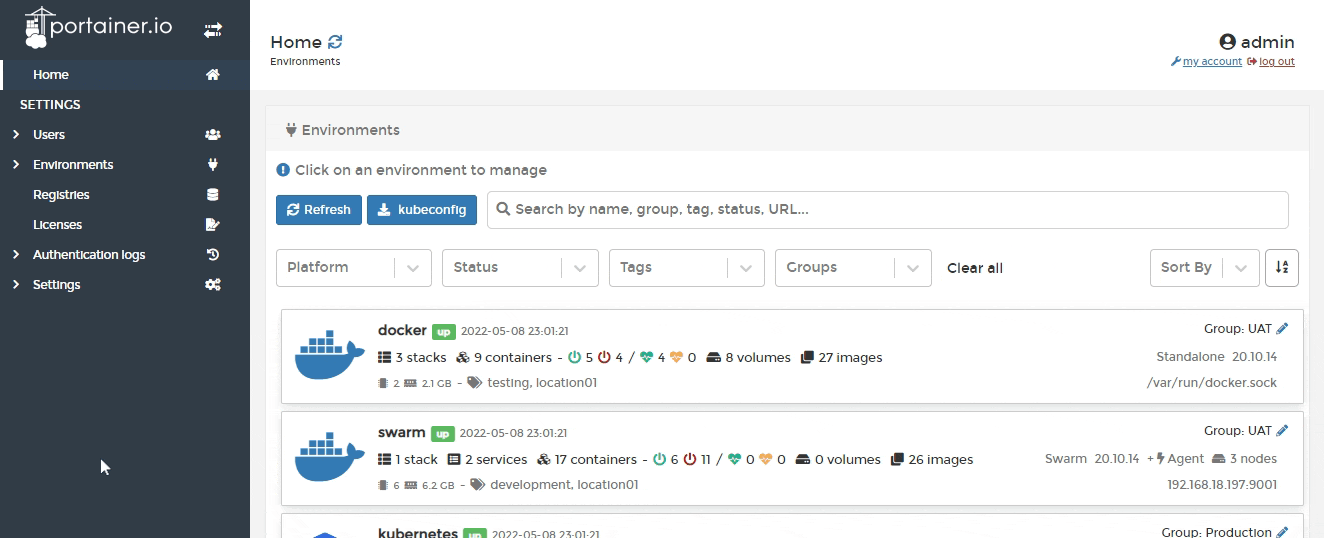 portainer.io
Home
SETTINGS
Users
Environments
Registries
Licenses
Authentication logs
Settings
Home
Environments
admin
my account log out
Environments
Click on an environment to manage
Refresh kubeconfig Search by name, group, tag, status, URL...
Platform Status Tags Groups Clear all Sort By A Z
docker up 2022-05-08 23:01:21 Group: UAT
3 stacks 9 containers - 5 4 / 4 0 8 volumes 27 images Standalone 20.10.14
2 2.1 GB - testing, location01 /var/run/docker.sock
swarm up 2022-05-08 23:01:21 Group: UAT
1 stack 2 services 17 containers - 6 11 / 0 0 0 volumes 26 images Swarm 20.10.14 + Agent 3 nodes
6 6.2 GB - development, location01 192.168.18.197:9001
kubernetes up 2022-05-08 23:01:21 Group: Production